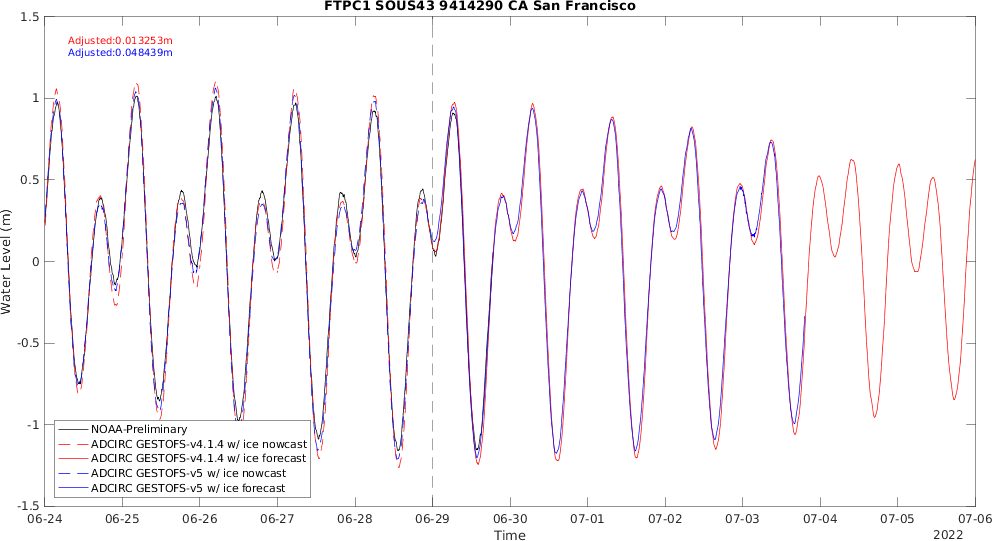 FTPC1 SOUS43 9414290 CA San Francisco
1.5
Adjusted:0.013253m
Adjusted:0.048439m
1
0.5
0
-0.5
-1
-1.5
Water Level (m)
NOAA-Preliminary
ADCIRC GESTOFS-v4.1.4 w/ ice nowcast
ADCIRC GESTOFS-v4.1.4 w/ ice forecast
ADCIRC GESTOFS-v5 w/ ice nowcast
ADCIRC GESTOFS-v5 w/ ice forecast
06-24 06-25 06-26 06-27 06-28 06-29 06-30 07-01 07-02 07-03 07-04 07-05 07-06
Time
2022